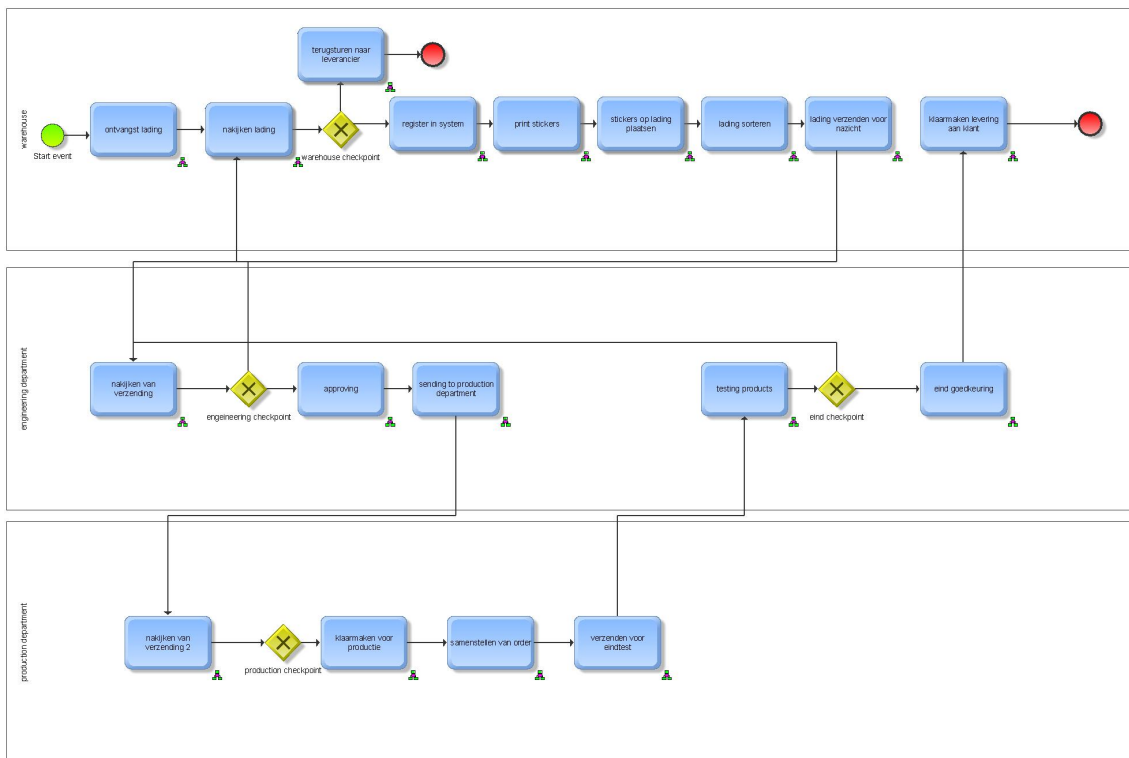 warehouse
terugsturen naar
leverancier
Start event
ontvangst lading
nakijken lading
warehouse checkpoint
register in system
print stickers
stickers op lading
plaatsen
lading sorteren
lading verzenden voor
nazicht
klaarmaken levering
aan klant
engineering department
nakijken van
verzending
engeineering checkpoint
approving
sending to production
department
testing products
eind checkpoint
eind goedkeuring
production department
nakijken van
verzending 2
production checkpoint
klaarmaken voor
productie
samenstellen van order
verzenden voor
eindtest